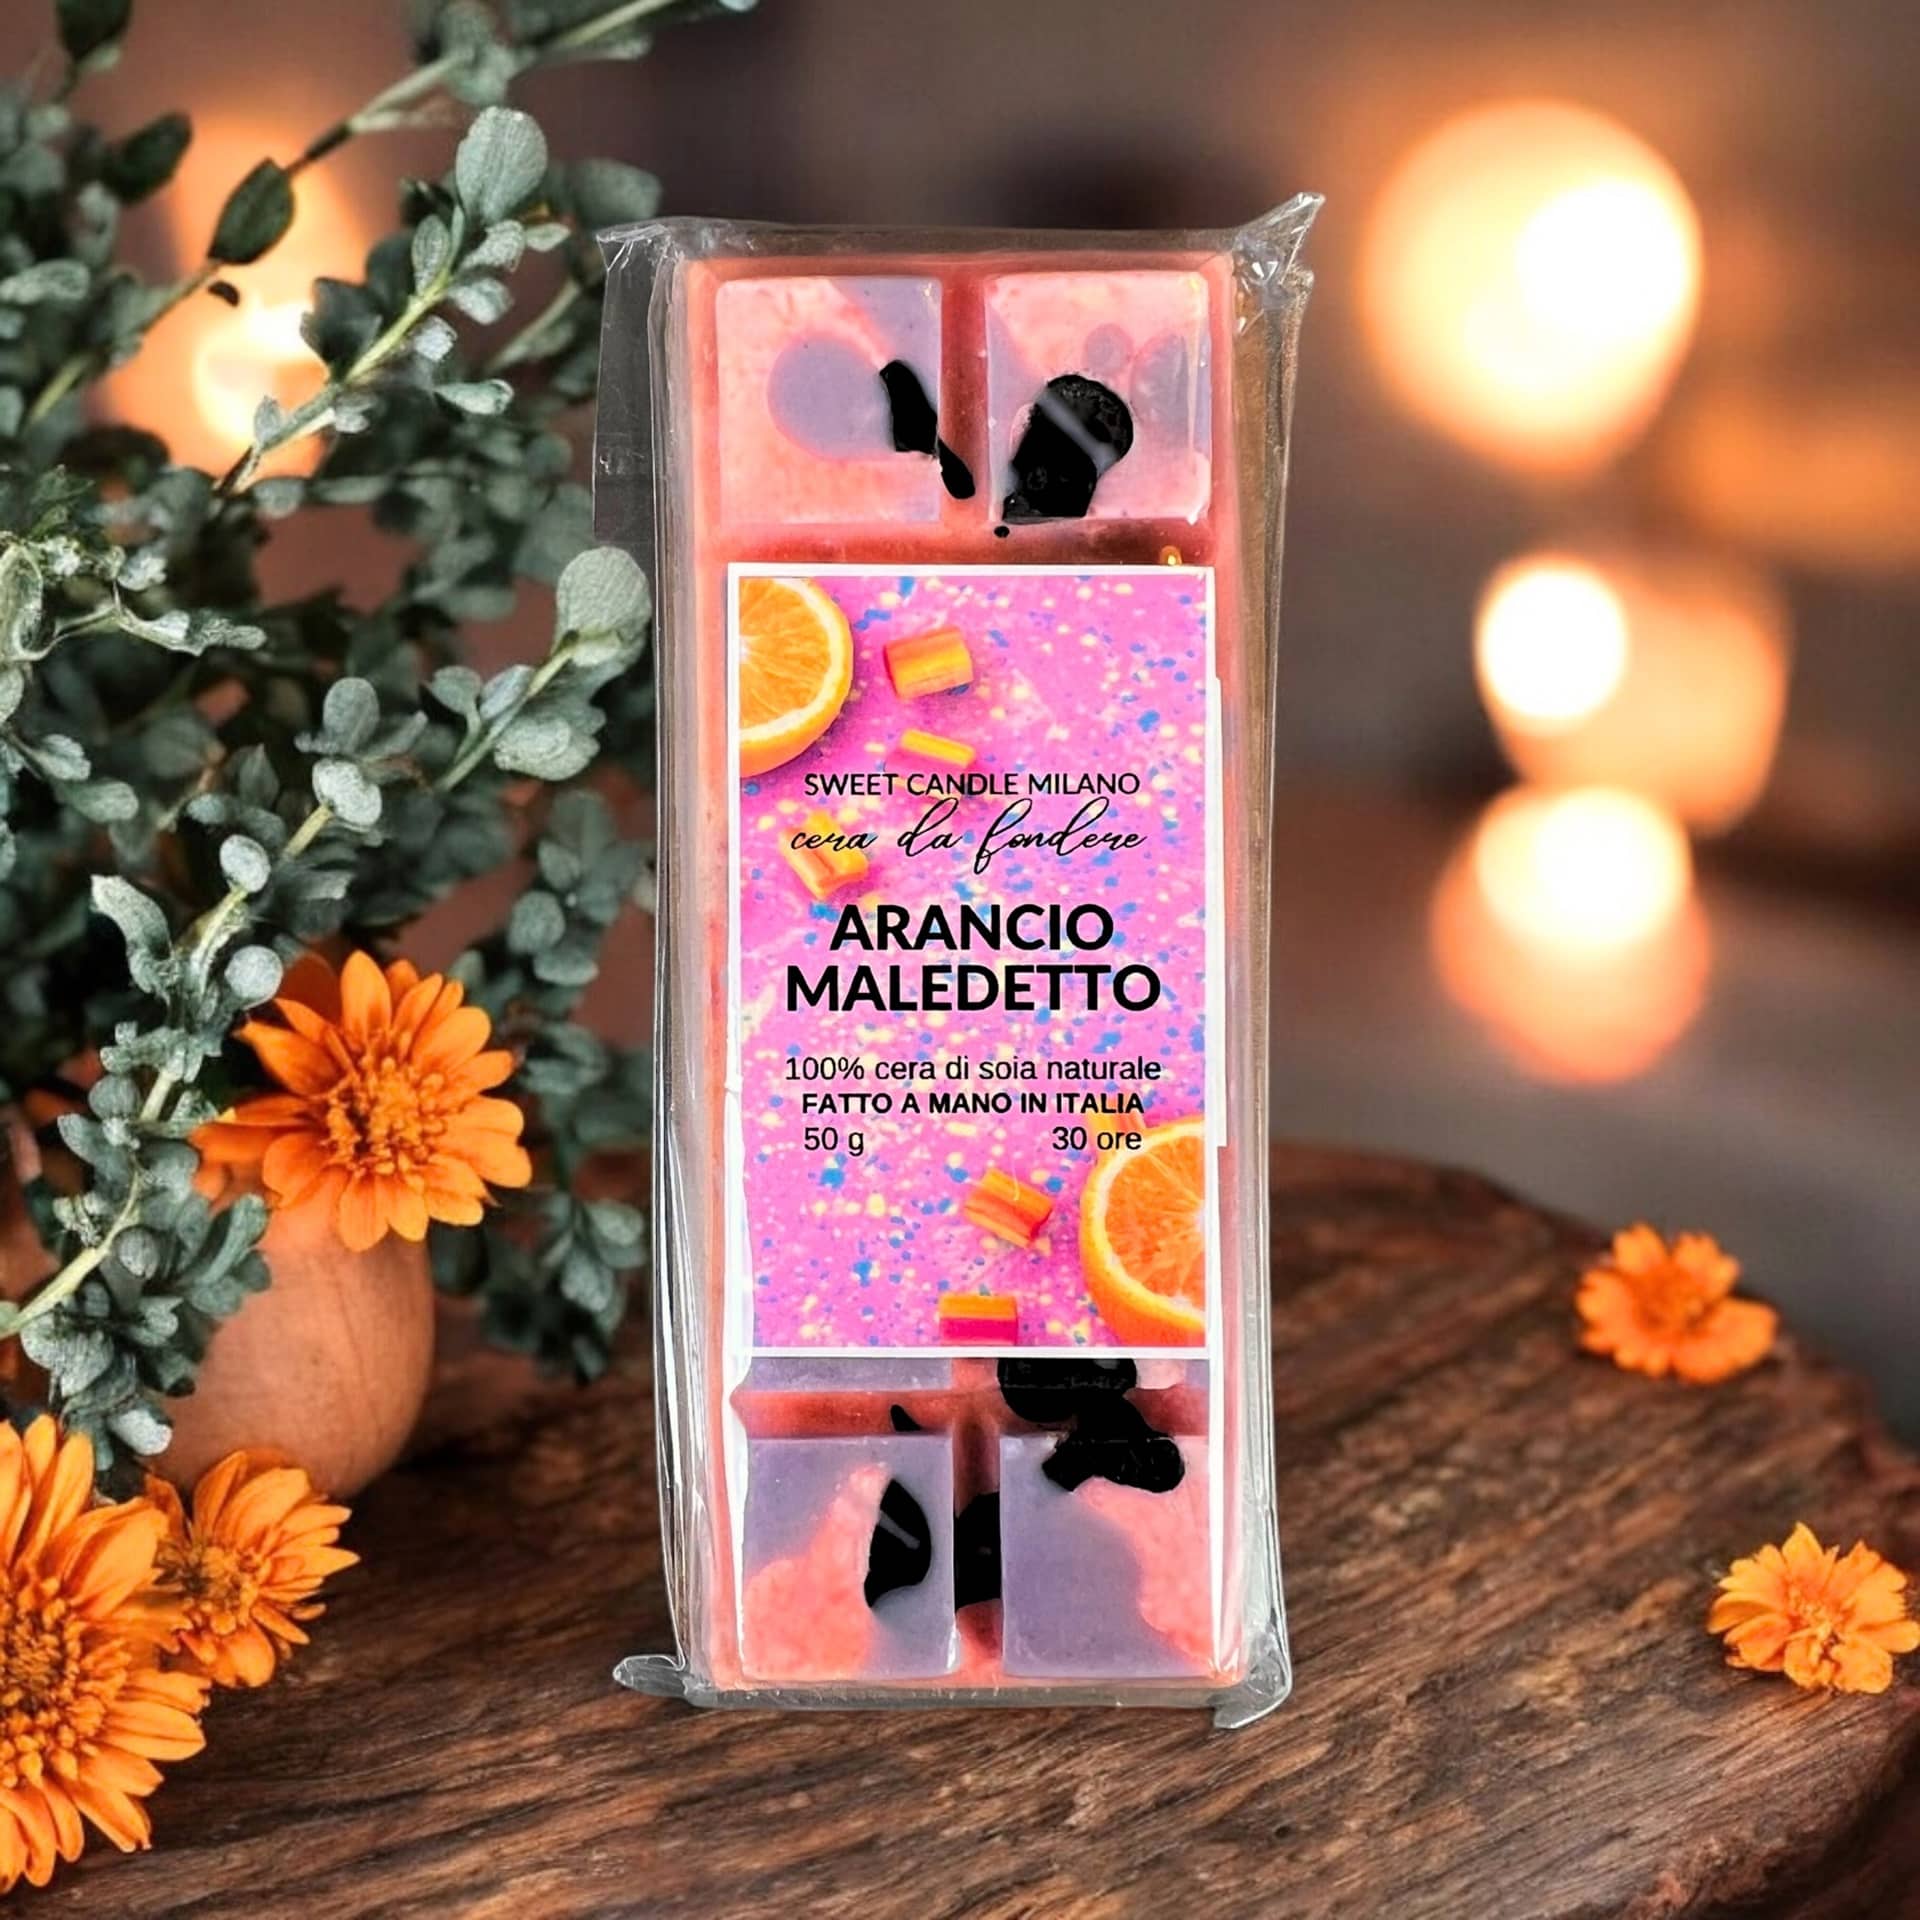 SWEET CANDLE MILANO
cera da fondere
ARANCIO
MALEDETTO
100% cera di soia naturale
FATTO A MANO IN ITALIA
50 g 30 ore